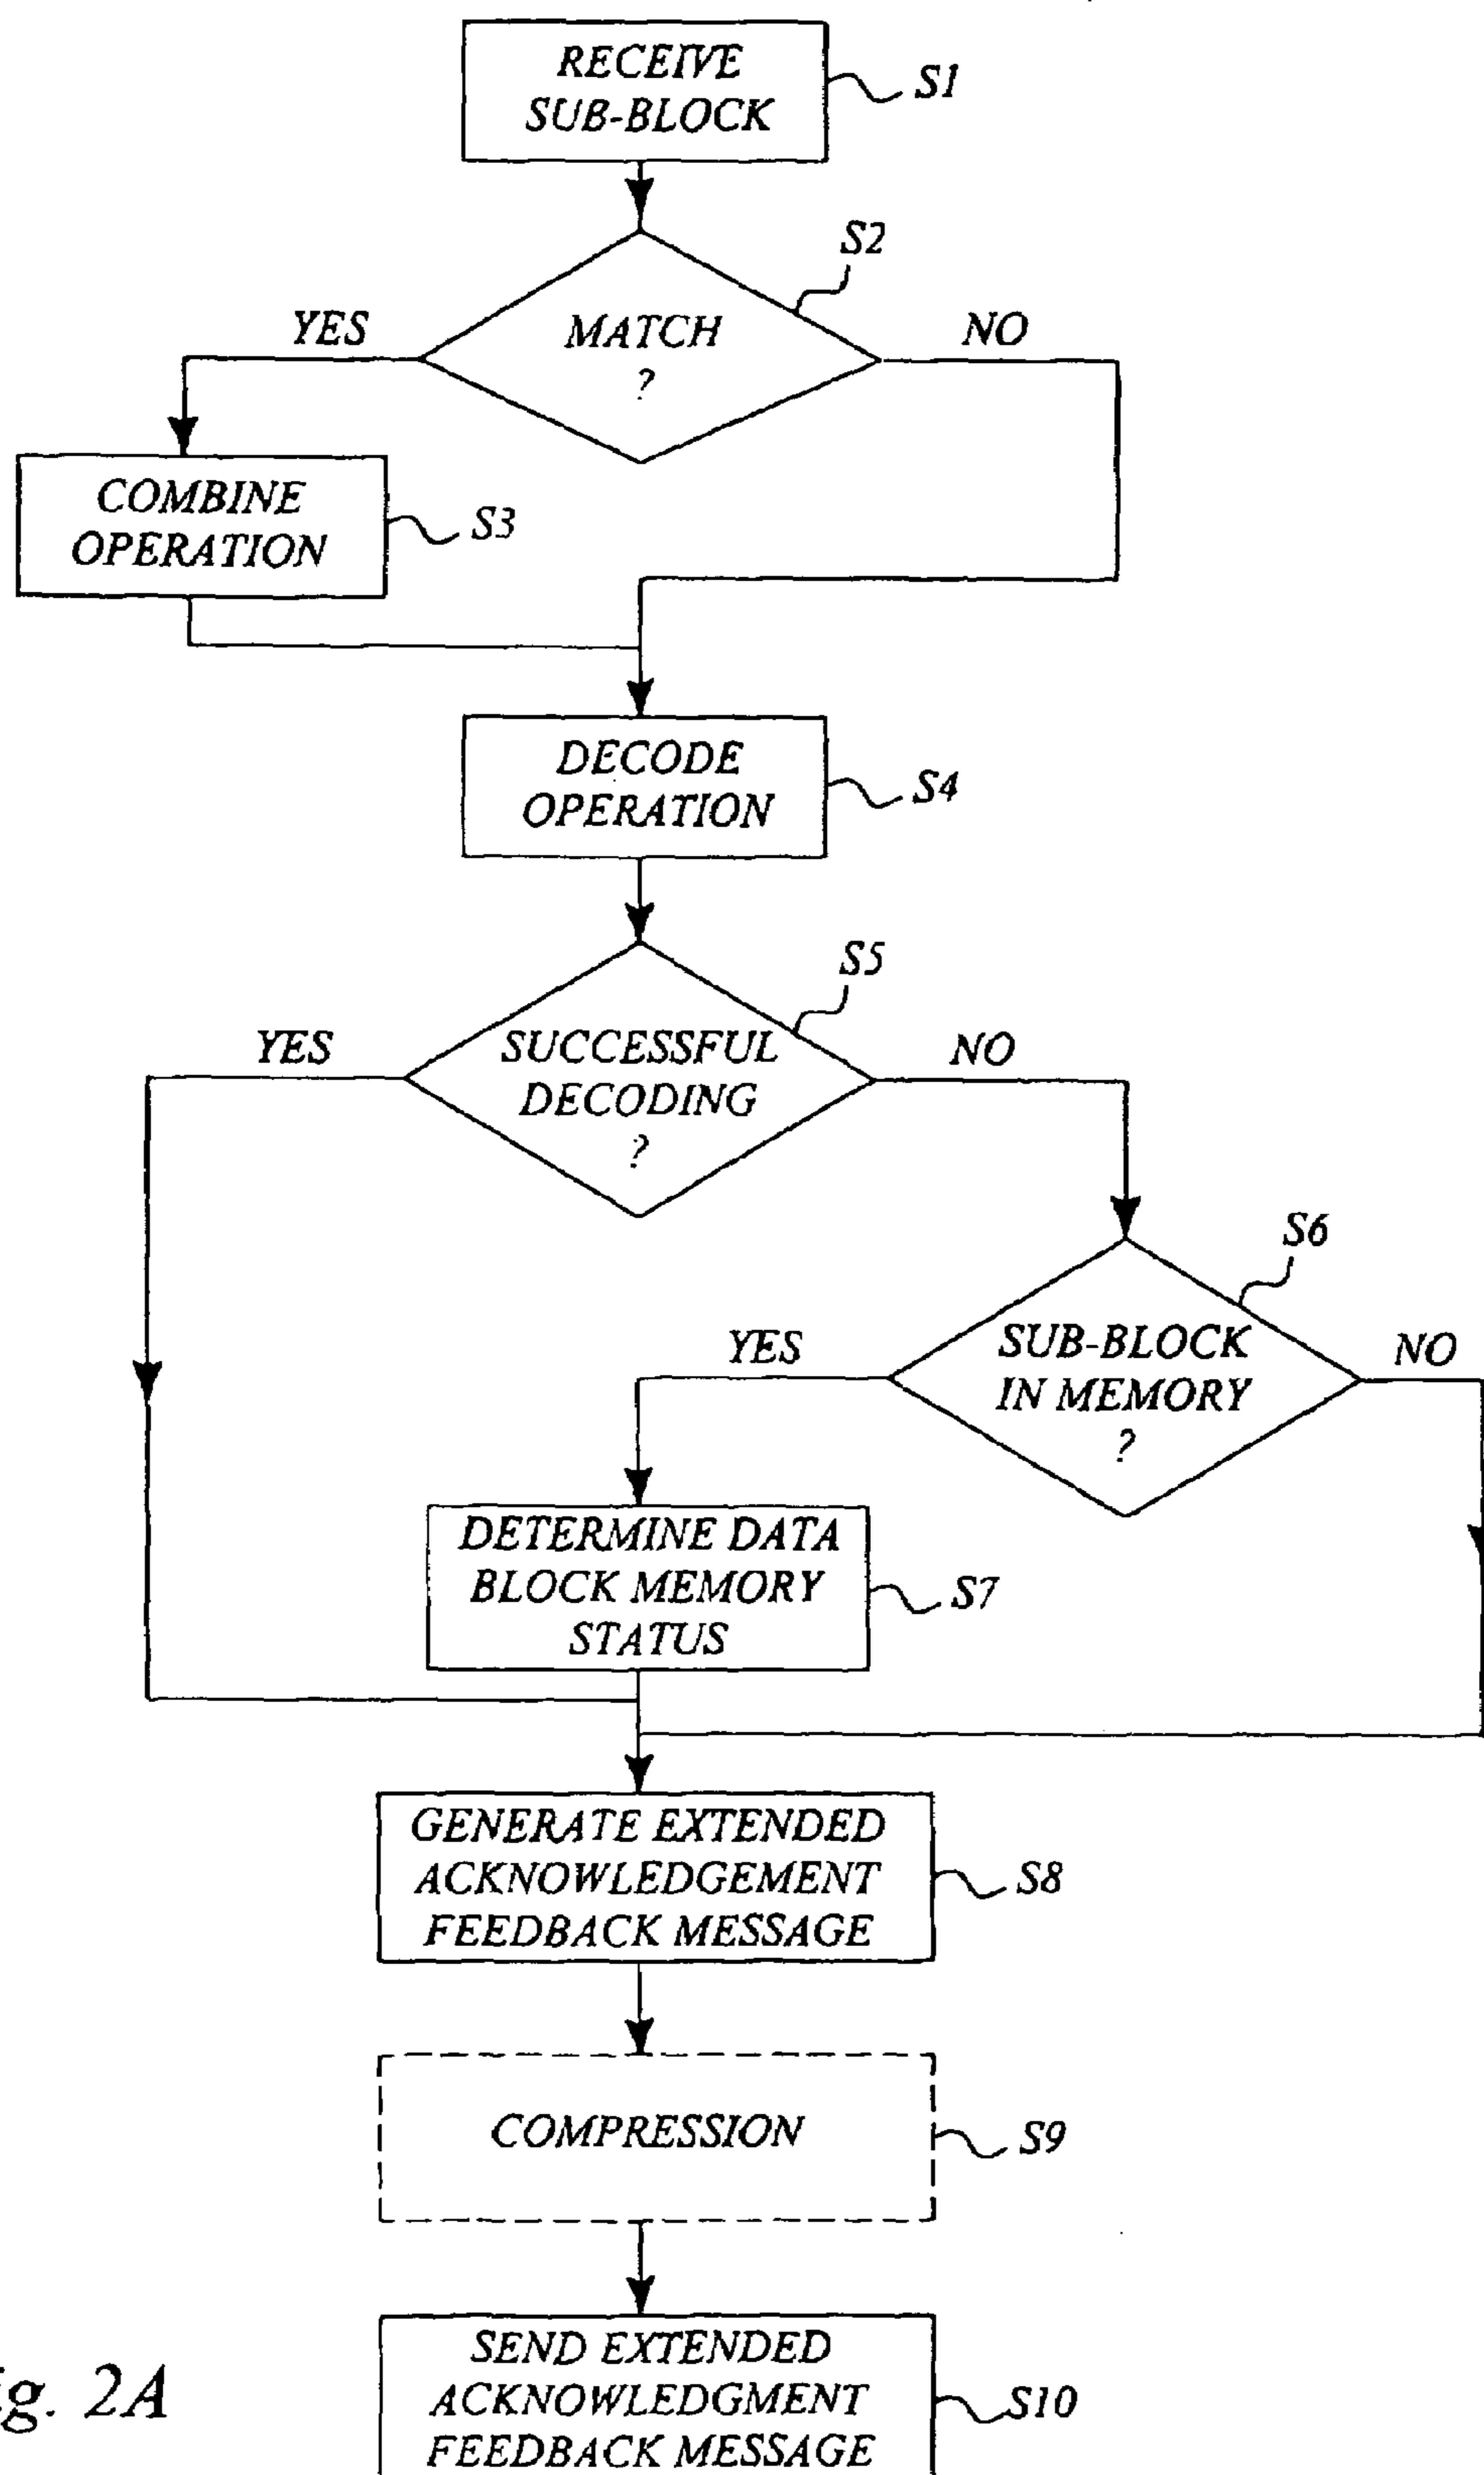 RECEIVE
SUB-BLOCK
S1
S2
YES
MATCH
?
NO
COMBINE
OPERATION
S3
DECODE
OPERATION
S4
S5
YES
SUCCESSFUL
DECODING
?
NO
S6
YES
SUB-BLOCK
IN MEMORY
?
NO
DETERMINE DATA
BLOCK MEMORY
STATUS
S7
GENERATE EXTENDED
ACKNOWLEDGEMENT
FEEDBACK MESSAGE
S8
COMPRESSION
S9
SEND EXTENDED
ACKNOWLEDGMENT
FEEDBACK MESSAGE
S10
ig. 2A